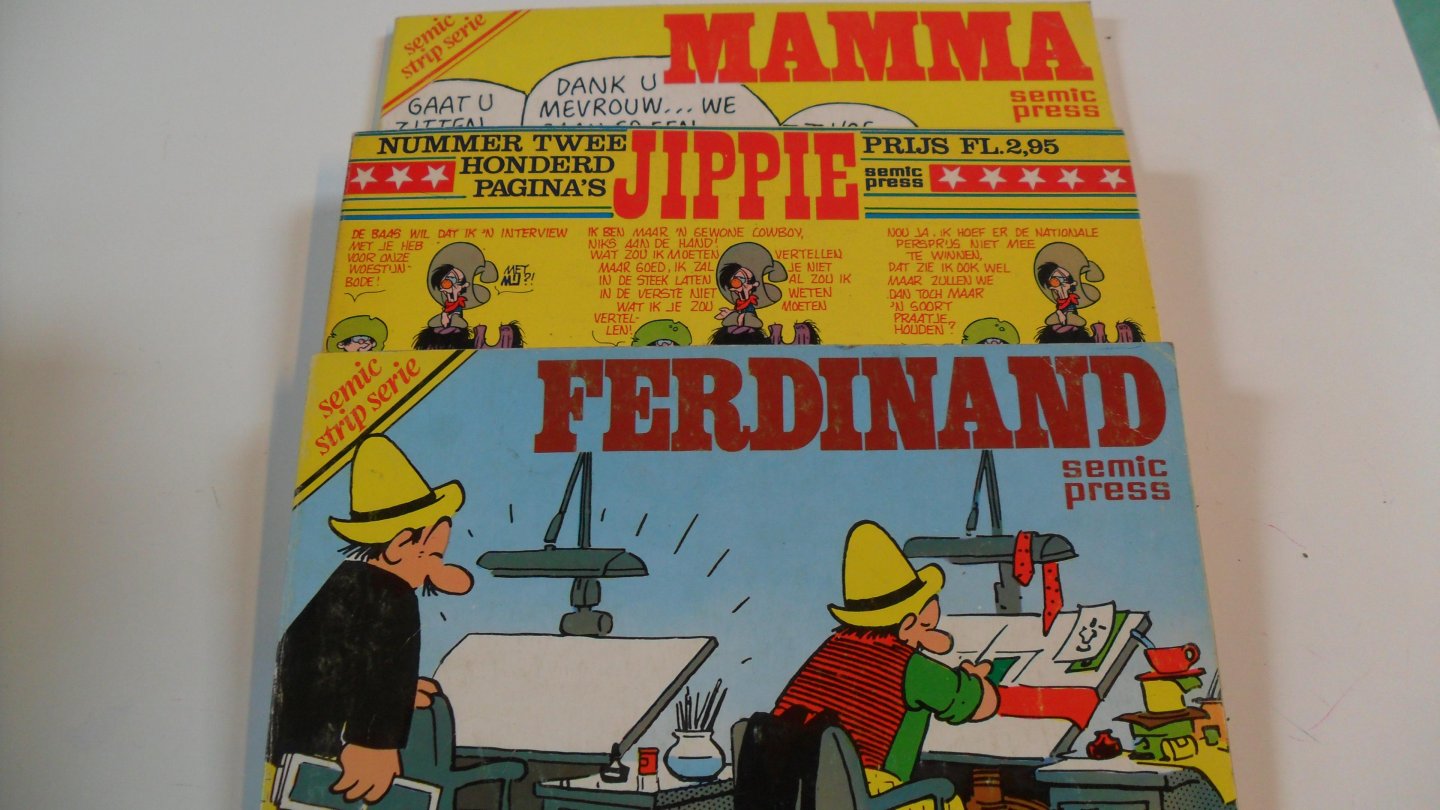 semic
strip serie
MAMMA
semic
press
GAAT U
ZITTEN
DANK U
MEVROUW... WE
NUMMER TWEE
HONDERD
PAGINA'S
JIPPIE
semic
press
PRIJS FL.2,95
DE BAAS WIL DAT IK 'N INTERVIEW
MET JE HEB
VOOR ONZE
WOESTIJN-
BODE!
MET
MIJ?!
IK BEN MAAR 'N GEWONE COWBOY,
NIKS AAN DE HAND!
WAT ZOU IK MOETEN VERTELLEN
MAAR GOED, IK ZAL JE NIET
IN DE STEEK LATEN AL ZOU IK
IN DE VERSTE NIET WETEN
WAT IK JE ZOU MOETEN
VERTEL-
LEN!
NOU JA, IK HOEF ER DE NATIONALE
PERSPRIJS NIET MEE
TE WINNEN,
DAT ZIE IK OOK WEL
MAAR ZULLEN WE
DAN TOCH MAAR
'N SOORT
PRAATJE
HOUDEN?
semic
strip serie
FERDINAND
semic
press